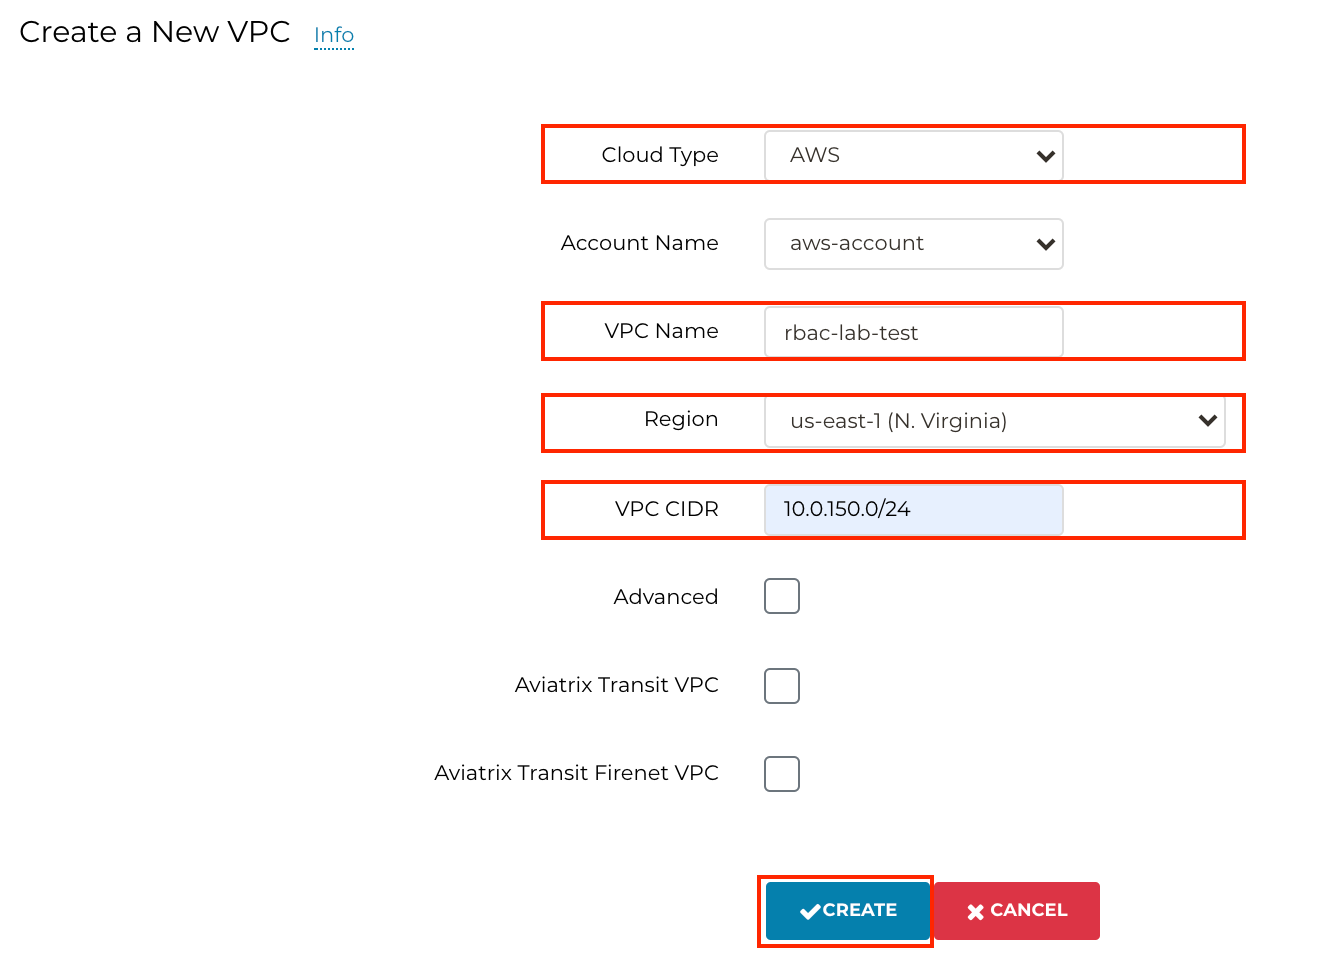 Create a New VPC Info
Cloud Type AWS
Account Name aws-account
VPC Name rbac-lab-test
Region us-east-1 (N. Virginia)
VPC CIDR 10.0.150.0/24
Advanced
Aviatrix Transit VPC
Aviatrix Transit Firenet VPC
CREATE CANCEL